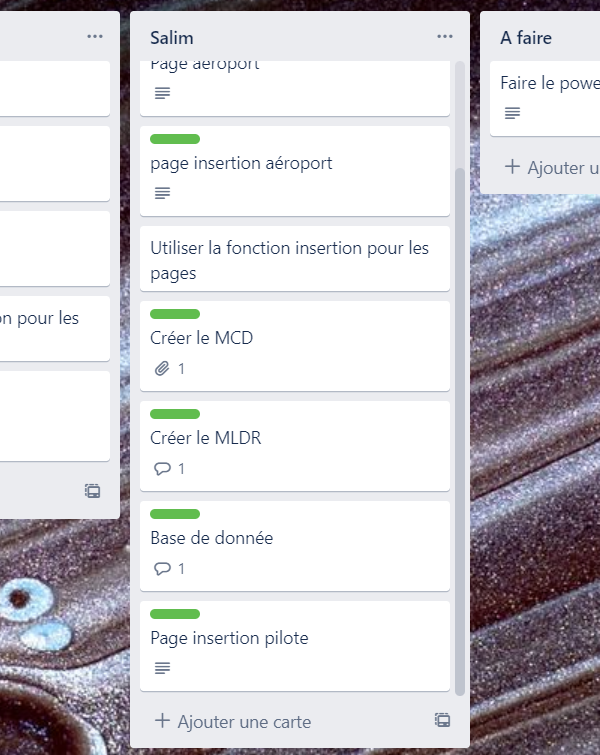 Salim
Page aéroport
page insertion aéroport
Utiliser la fonction insertion pour les
pages
Créer le MCD
1
Créer le MLDR
1
Base de donnée
1
Page insertion pilote
+ Ajouter une carte
on pour les
A faire
Faire le powe
+ Ajouter u